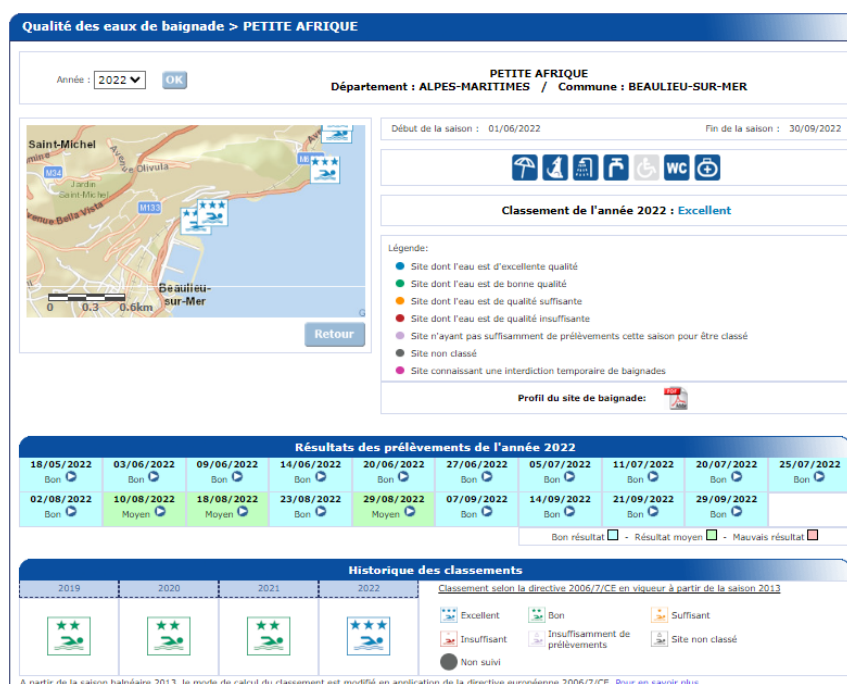 Qualité des eaux de baignade > PETITE AFRIQUE
Année : 2022 OK
PETITE AFRIQUE
Département : ALPES-MARITIMES / Commune : BEAULIEU-SUR-MER
Début de la saison : 01/06/2022 Fin de la saison : 30/09/2022
WC
Classement de l'année 2022 : Excellent
Saint-Michel
Avenue
Olivula
M34
Jardin
Saint-Michel
M133
venue Bella Vista
Beaulieu-
sur-Mer
0 0.3 0.6km
Retour
Légende:
Site dont l'eau est d'excellente qualité
Site dont l'eau est de bonne qualité
Site dont l'eau est de qualité suffisante
Site dont l'eau est de qualité insuffisante
Site n'ayant pas suffisamment de prélèvements cette saison pour être classé
Site non classé
Site connaissant une interdiction temporaire de baignades
Profil du site de baignade:
Résultats des prélèvements de l'année 2022
18/05/2022 03/06/2022 09/06/2022 14/06/2022 20/06/2022 27/06/2022 05/07/2022 11/07/2022 20/07/2022 25/07/2022
Bon Bon Bon Bon Bon Bon Bon Bon Bon Bon
02/08/2022 10/08/2022 18/08/2022 23/08/2022 29/08/2022 07/09/2022 14/09/2022 21/09/2022 29/09/2022
Bon Moyen Moyen Bon Moyen Bon Bon Bon Bon
Bon résultat - Résultat moyen - Mauvais résultat
Historique des classements
2019 2020 2021 2022
Classement selon la directive 2006/7/CE en vigueur à partir de la saison 2013
Excellent Bon Suffisant
Insuffisant Insuffisamment de prélèvements Site non classé
Non suivi
A partir de la saison balnéaire 2013, le mode de calcul du classement est modifié en application de la directive européenne 2006/7/CE. Pour en savoir plus